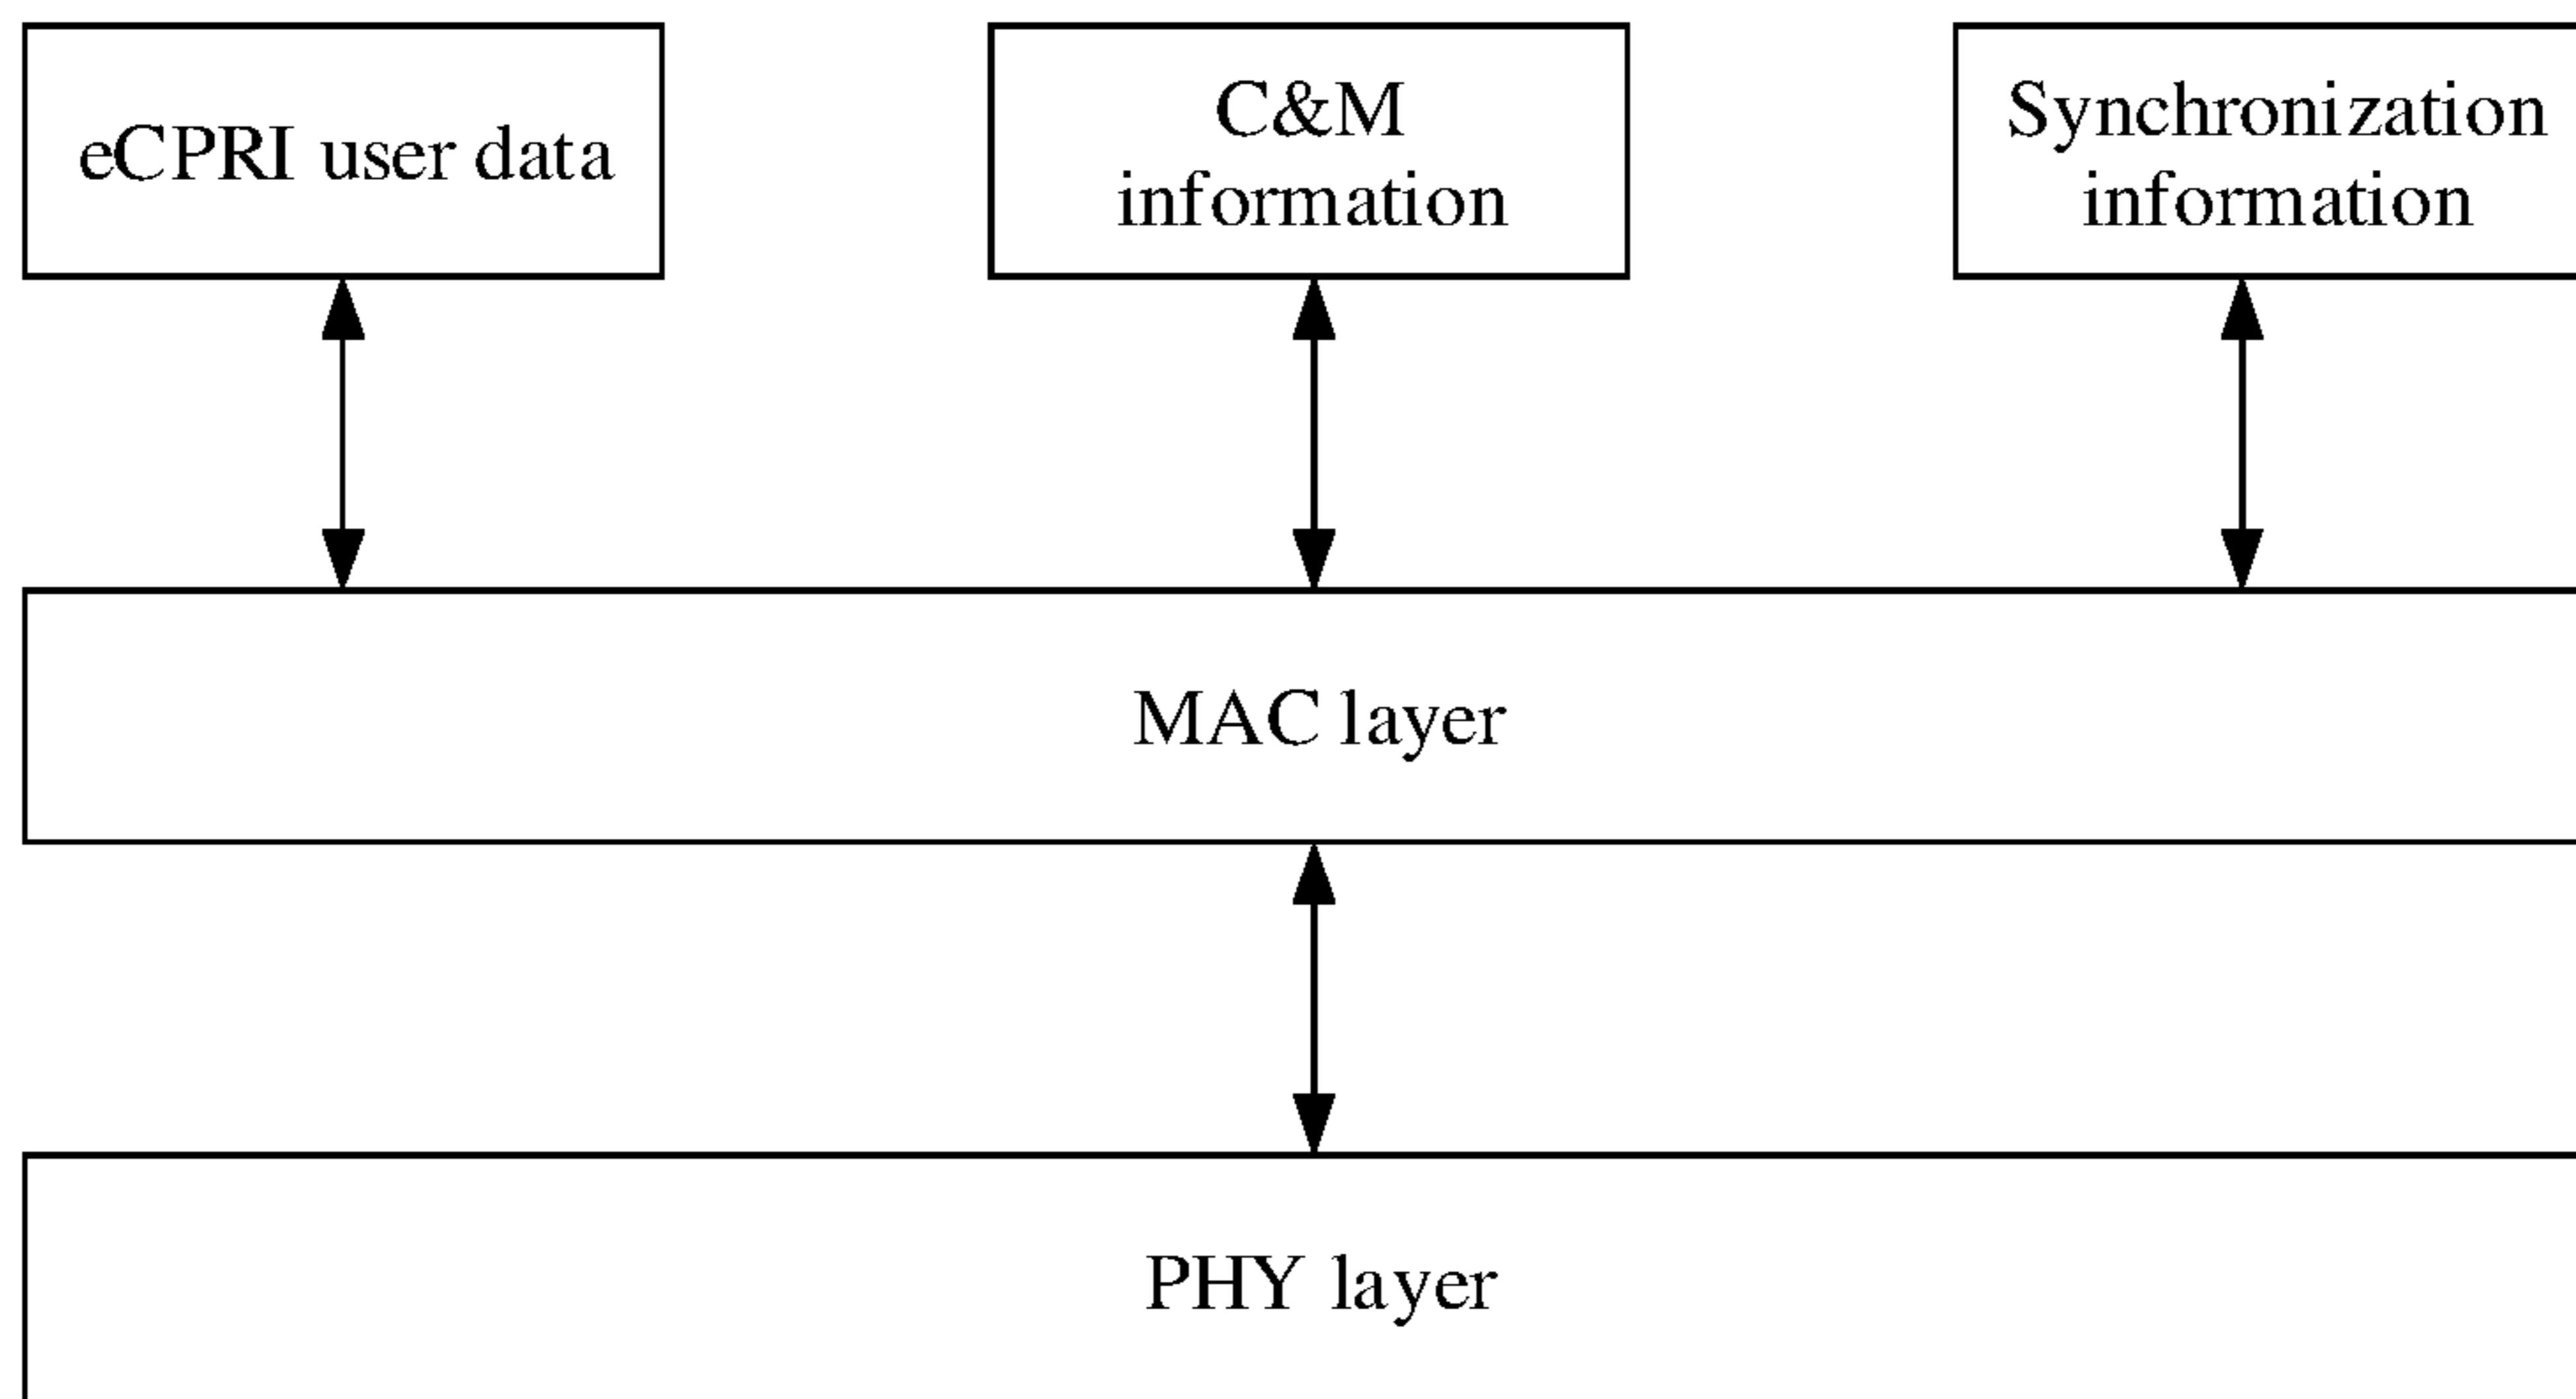 eCPRI user data
C&M
information
Synchronization
information
MAC layer
PHY layer